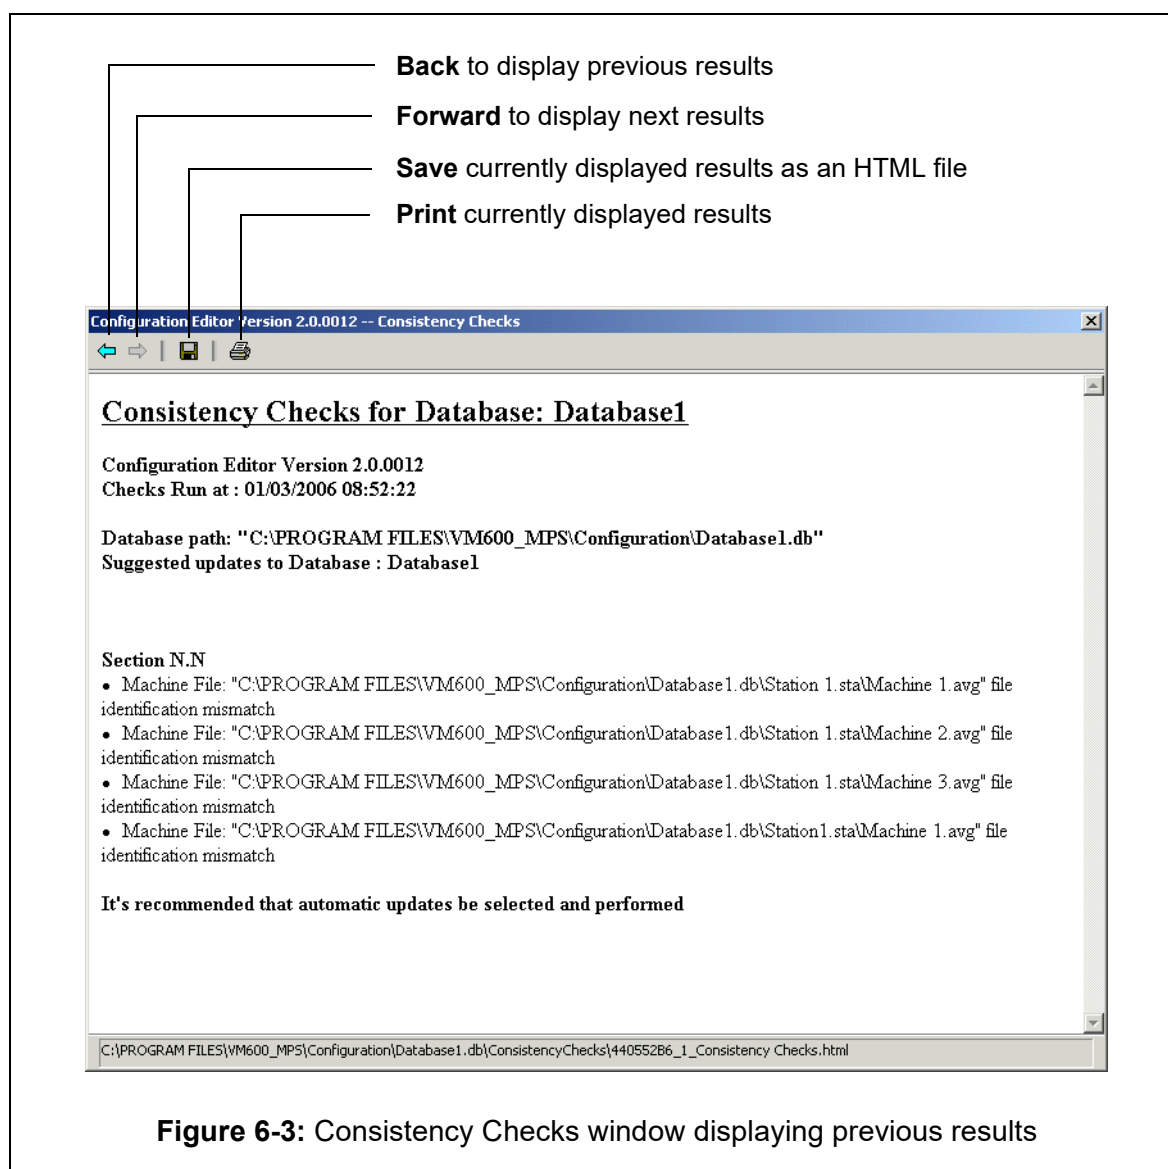 Back to display previous results
Forward to display next results
Save currently displayed results as an HTML file
Print currently displayed results
Configuration Editor Version 2.0.0012 -- Consistency Checks
Consistency Checks for Database: Database1
Configuration Editor Version 2.0.0012
Checks Run at : 01/03/2006 08:52:22
Database path: "C:\PROGRAM FILES\VM600_MPS\Configuration\Database1.db"
Suggested updates to Database : Database1
Section N.N
• Machine File: "C:\PROGRAM FILES\VM600_MPS\Configuration\Database1.db\Station 1.sta\Machine 1.avg" file
identification mismatch
• Machine File: "C:\PROGRAM FILES\VM600_MPS\Configuration\Database1.db\Station 1.sta\Machine 2.avg" file
identification mismatch
• Machine File: "C:\PROGRAM FILES\VM600_MPS\Configuration\Database1.db\Station 1.sta\Machine 3.avg" file
identification mismatch
• Machine File: "C:\PROGRAM FILES\VM600_MPS\Configuration\Database1.db\Station1.sta\Machine 1.avg" file
identification mismatch
It's recommended that automatic updates be selected and performed
C:\PROGRAM FILES\VM600_MPS\Configuration\Database1.db\ConsistencyChecks\440552B6_1_Consistency Checks.html
Figure 6-3: Consistency Checks window displaying previous results